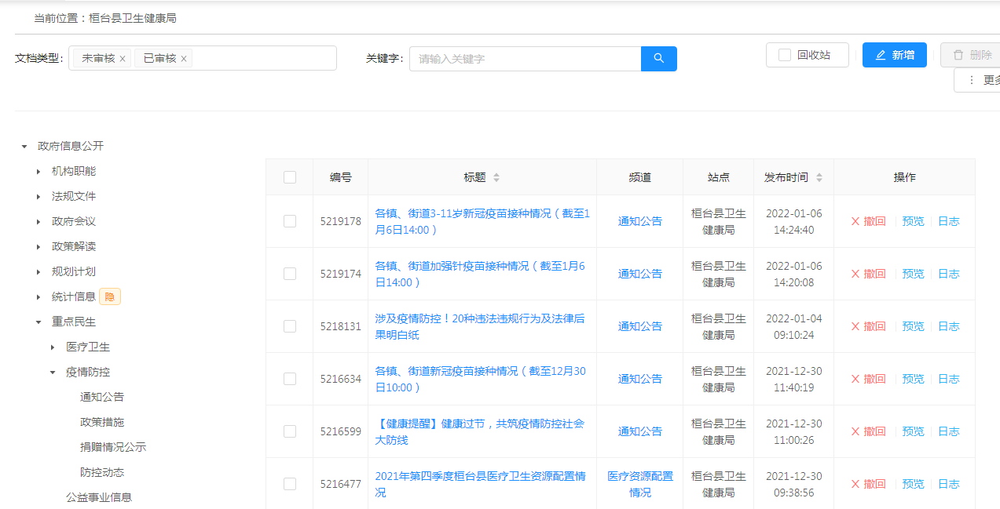 当前位置：桓台县卫生健康局
文档类型: 未审核 × 已审核 × 关键字: 请输入关键字 回收站 新增 删除
更多
政府信息公开
机构职能
法规文件
政府会议
政策解读
规划计划
统计信息 隐
重点民生
医疗卫生
疫情防控
通知公告
政策措施
捐赠情况公示
防控动态
公益事业信息
编号 标题 频道 站点 发布时间 操作
5219178 各镇、街道3-11岁新冠疫苗接种情况（截至1 通知公告 桓台县卫生 2022-01-06 撤回 预览 日志
月6日14:00） 健康局 14:24:40
5219174 各镇、街道加强针疫苗接种情况（截至1月6 通知公告 桓台县卫生 2022-01-06 撤回 预览 日志
日14:00） 健康局 14:20:08
5218131 涉及疫情防控！20种违法违规行为及法律后 通知公告 桓台县卫生 2022-01-04 撤回 预览 日志
果明白纸 健康局 09:10:24
5216634 各镇、街道新冠疫苗接种情况（截至12月30 通知公告 桓台县卫生 2021-12-30 撤回 预览 日志
日10:00） 健康局 11:40:19
5216599 【健康提醒】健康过节，共筑疫情防控社会 通知公告 桓台县卫生 2021-12-30 撤回 预览 日志
大防线 健康局 11:00:26
5216477 2021年第四季度桓台县医疗卫生资源配置情 医疗资源配置 桓台县卫生 2021-12-30 撤回 预览 日志
况 情况 健康局 09:38:56